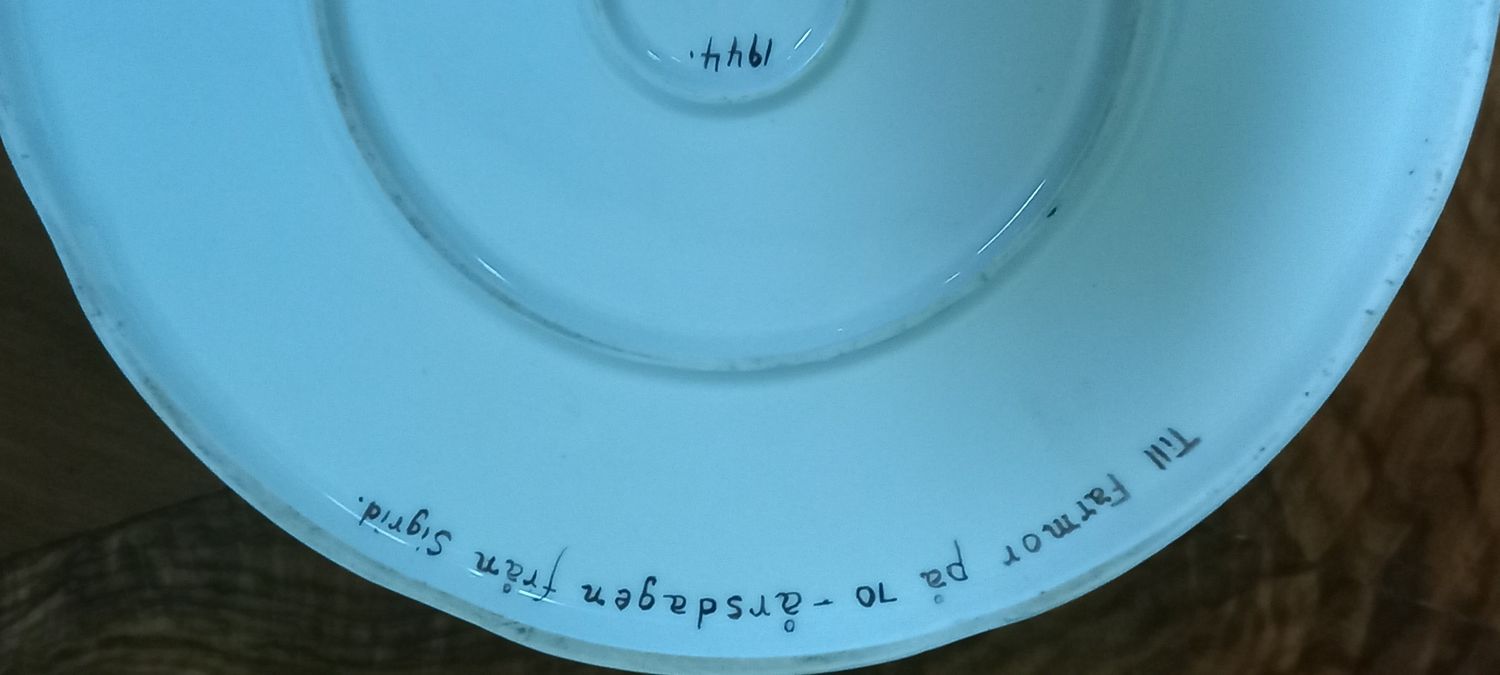 Till Farmor på 70-årsdagen från Sigrid.
1944.